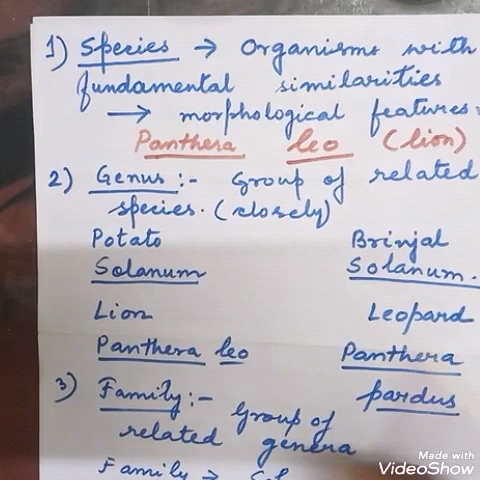 1) Species → Organisms with
fundamental similarities
→ morphological features.
Panthera leo (lion)
2) Genus :- Group of related
species. (closely)
Potato Brinjal
Solanum Solanum.
Lion Leopard
Panthera leo Panthera
pardus
3) Family :- Group of
related genera
Family →
Made with
VideoShow